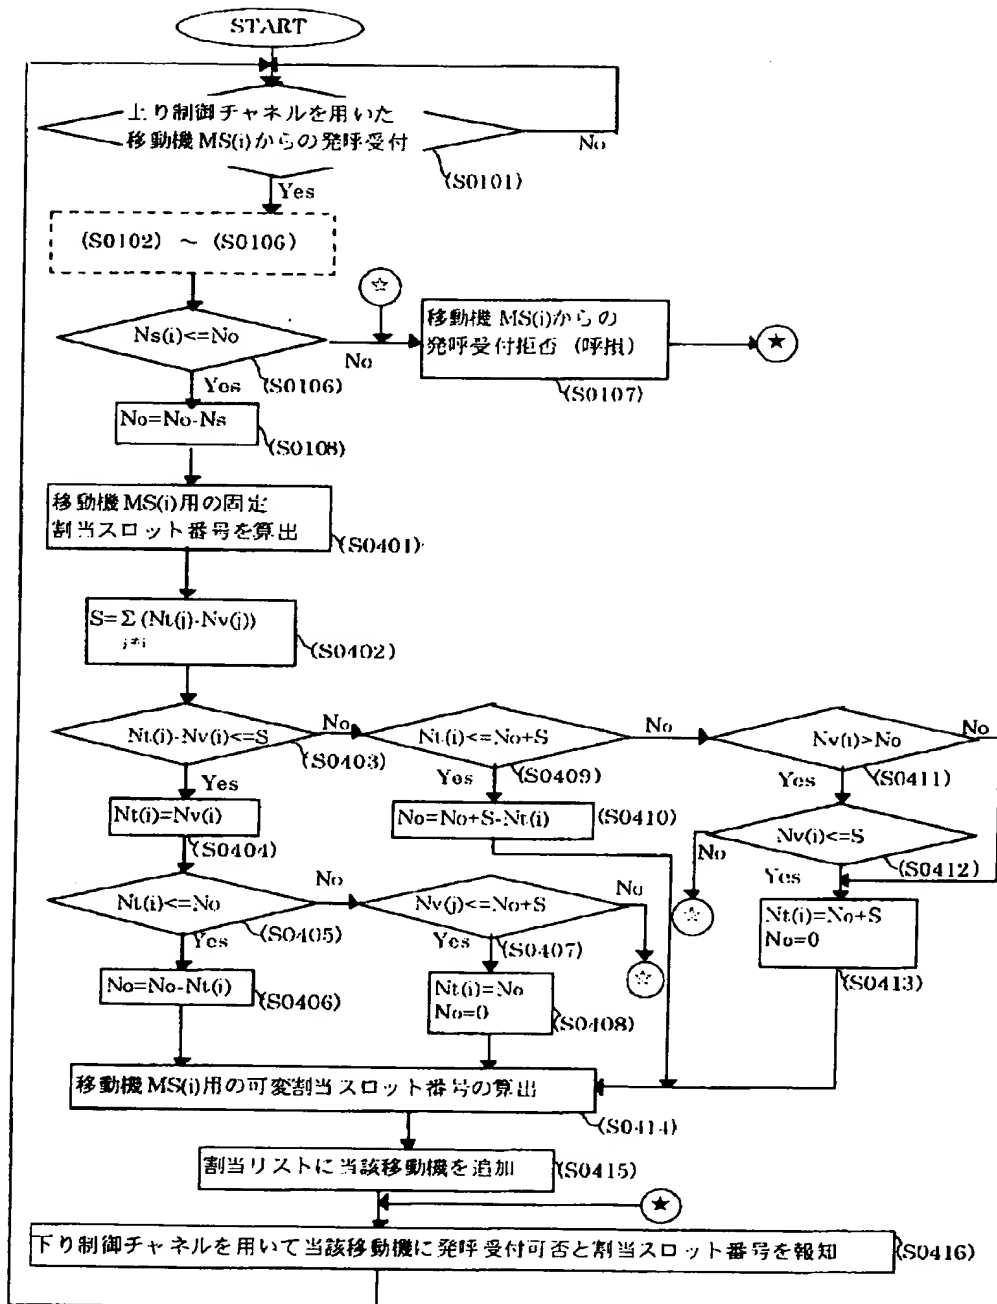 START
上り制御チャネルを用いた
移動機 MS(i)からの発呼受付
No
(S0101)
Yes
(S0102) ～ (S0106)
☆
Ns(i)<=No
No
(S0106)
Yes
移動機 MS(i)からの
発呼受付拒否 (呼損)
(S0107)
★
No=No-Ns
(S0108)
移動機 MS(i)用の固定
割当スロット番号を算出
(S0401)
S=Σ(Nt(j)-Nv(j))
j≠i
(S0402)
Nt(i)-Nv(i)<=S
No
(S0403)
Yes
Nt(i)<=No+S
No
(S0409)
Yes
Nv(i)>No
No
(S0411)
Yes
Nt(i)=Nv(i)
(S0404)
No=No+S-Nt(i)
(S0410)
Nv(i)<=S
No
(S0412)
Yes
☆
Nt(i)<=No
No
(S0405)
Yes
Nv(j)<=No+S
No
(S0407)
Yes
☆
Nt(i)=No+S
No=0
(S0413)
No=No-Nt(i)
(S0406)
Nt(i)=No
No=0
(S0408)
移動機 MS(i)用の可変割当スロット番号の算出
(S0414)
割当リストに当該移動機を追加
(S0415)
★
下り制御チャネルを用いて当該移動機に発呼受付可否と割当スロット番号を報知
(S0416)